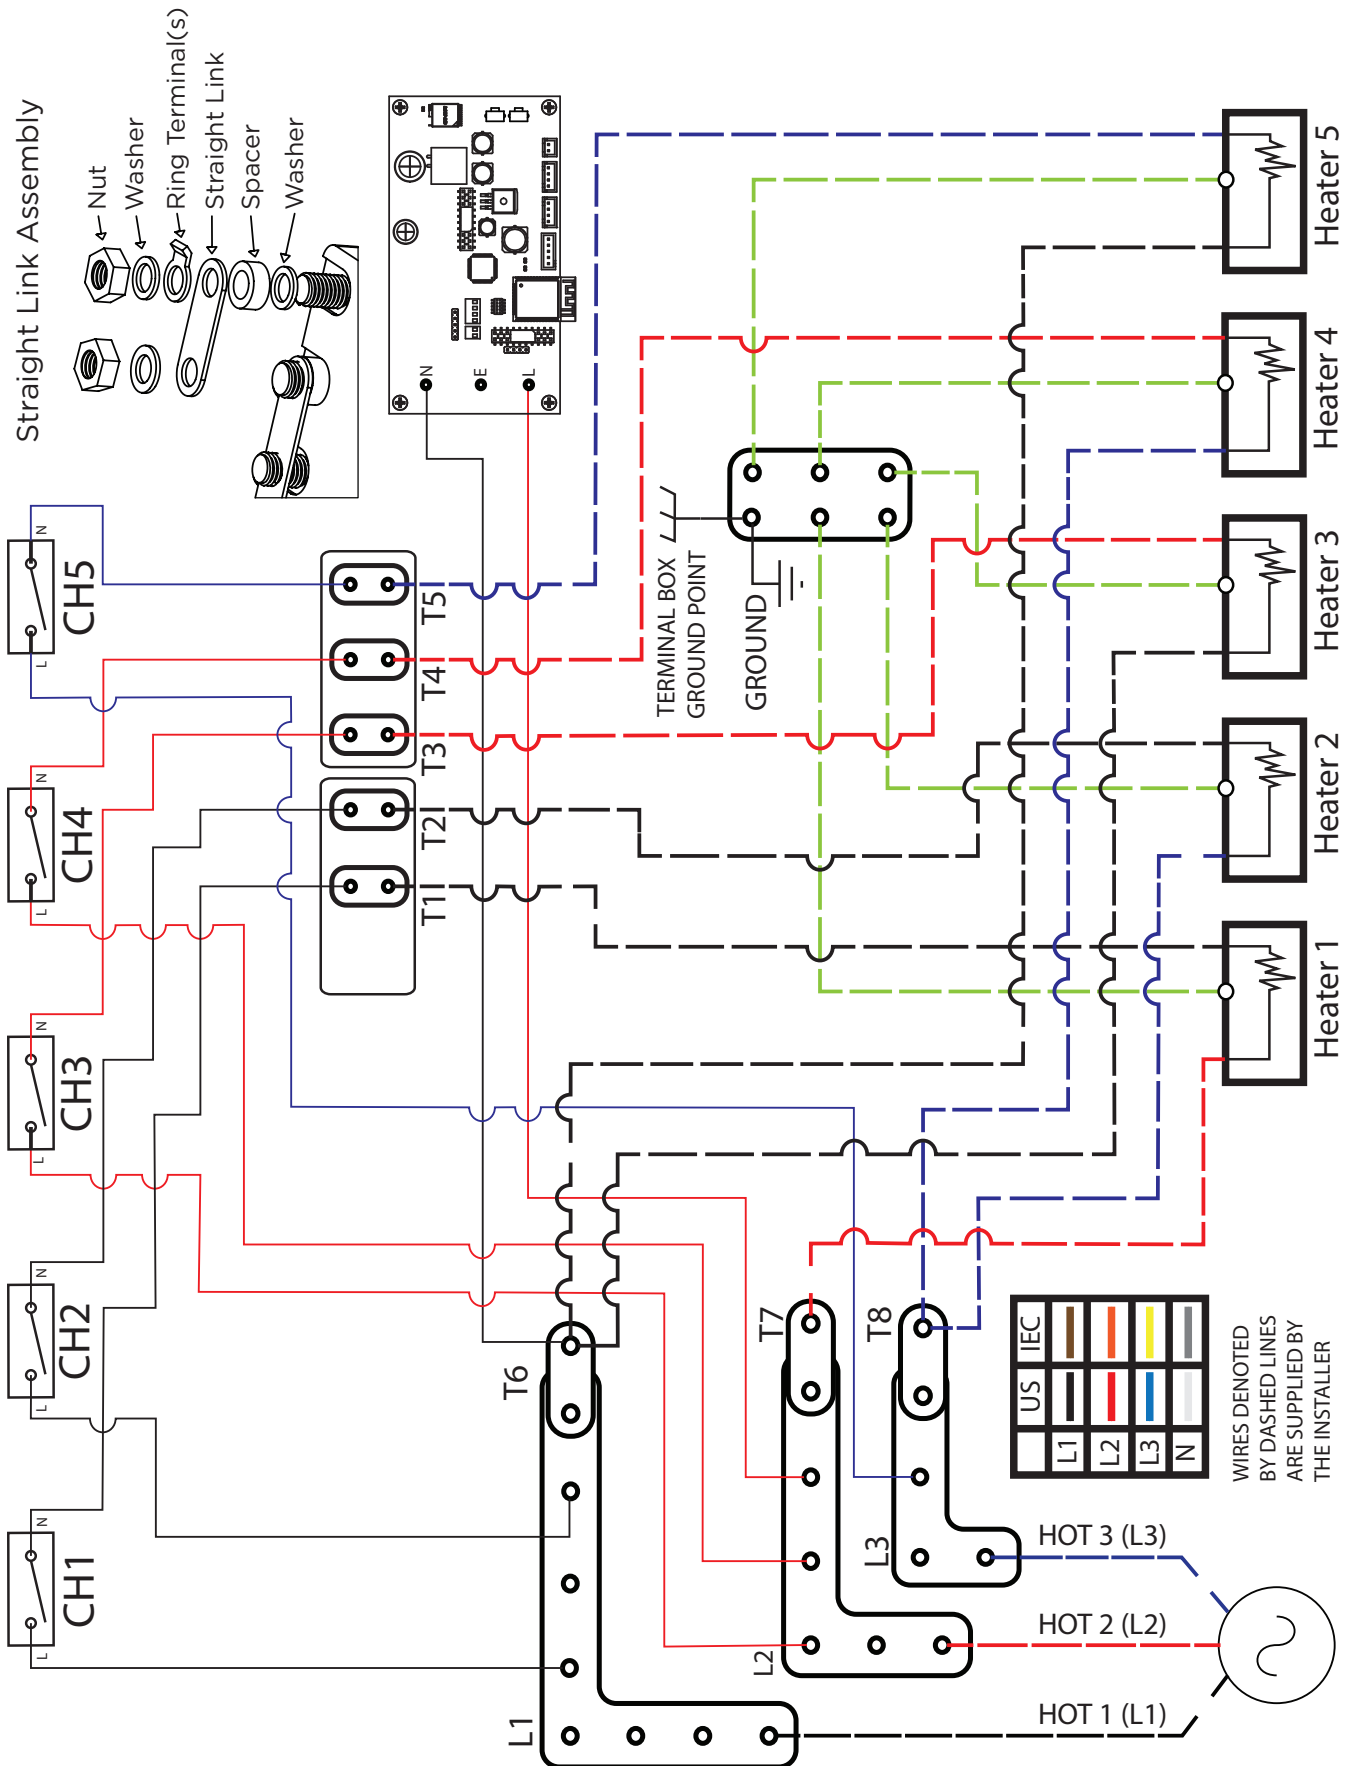 Straight Link Assembly
Nut
Washer
Ring Terminal(s)
Straight Link
Spacer
Washer
N
E
L
CH5
L
N
CH4
L
N
CH3
L
N
CH2
L
N
CH1
L
N
T5
T4
T3
T2
T1
TERMINAL BOX
GROUND POINT
GROUND
Heater 5
Heater 4
Heater 3
Heater 2
Heater 1
T6
T7
T8
L1
L2
L3
US IEC
L1
L2
L3
N
WIRES DENOTED
BY DASHED LINES
ARE SUPPLIED BY
THE INSTALLER
HOT 3 (L3)
HOT 2 (L2)
HOT 1 (L1)